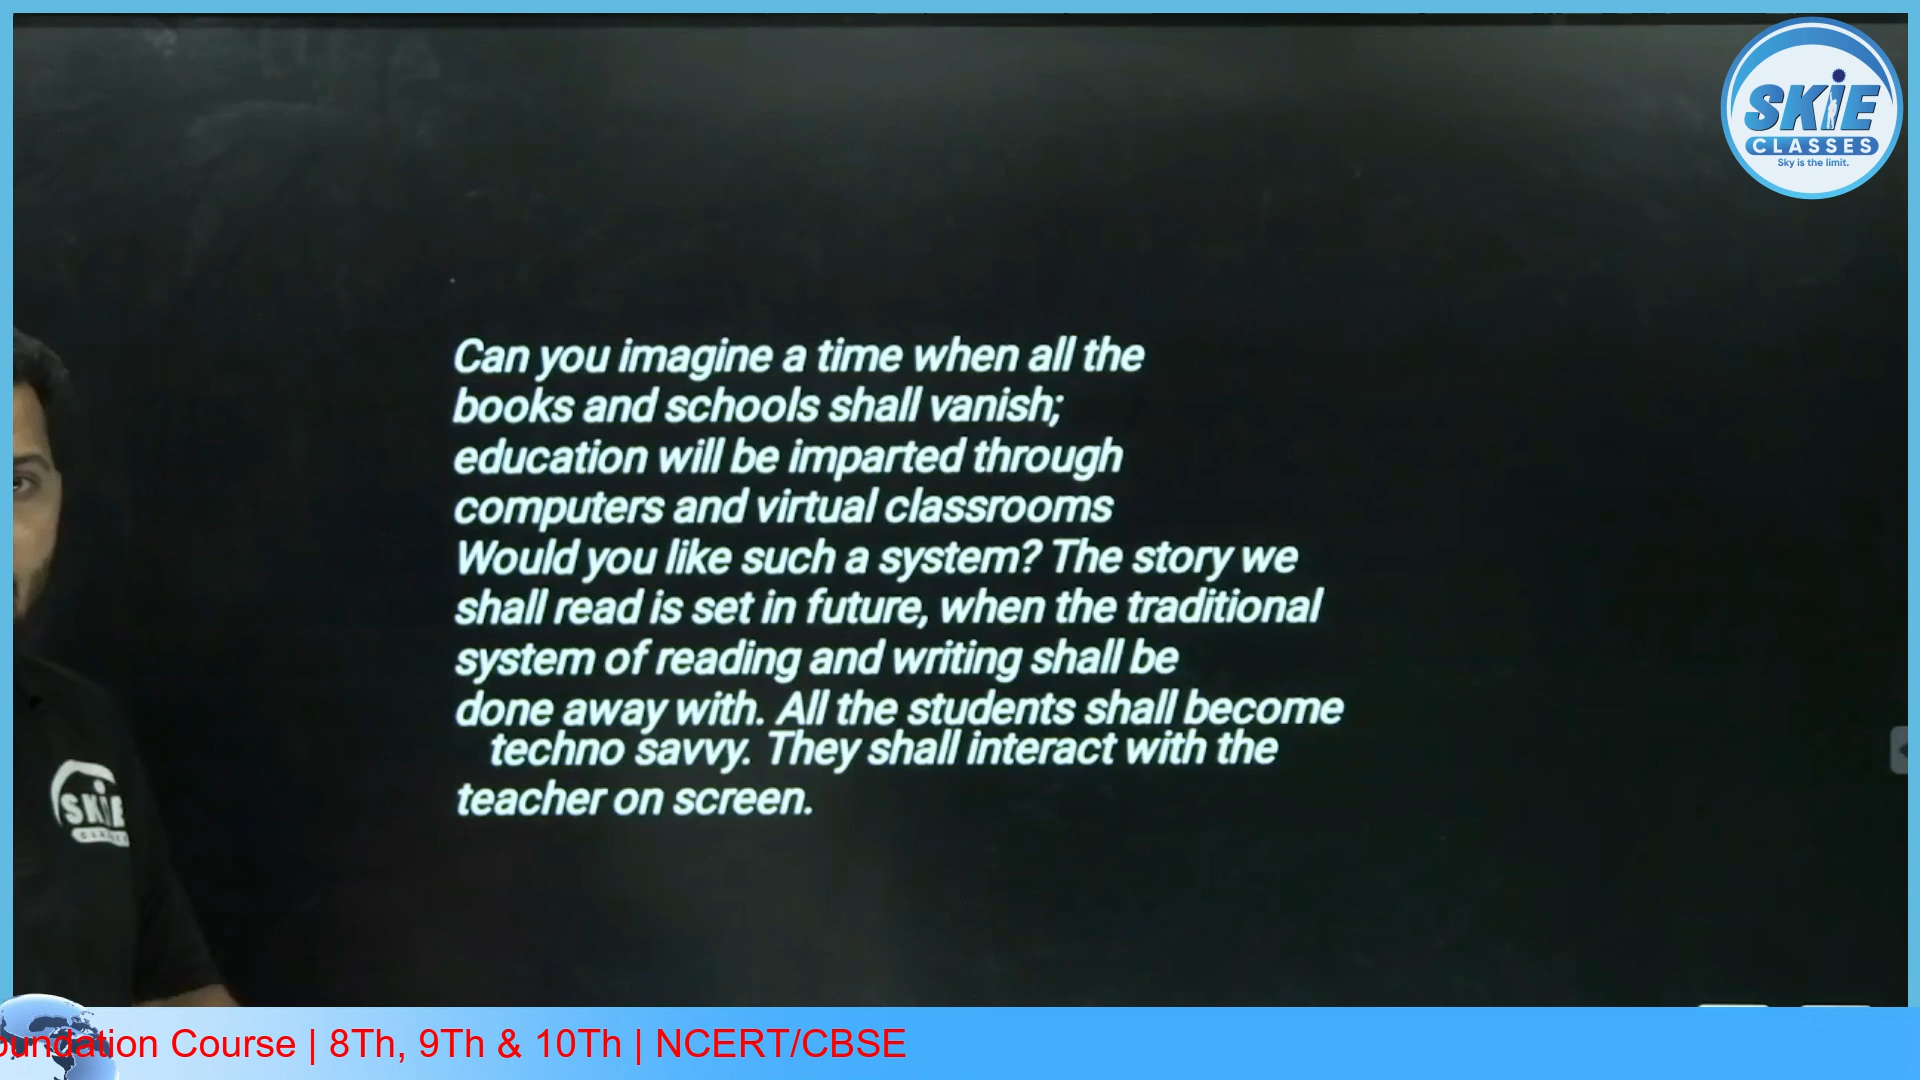 SKiE
CLASSES
Sky is the limit.
Can you imagine a time when all the
books and schools shall vanish;
education will be imparted through
computers and virtual classrooms
Would you like such a system? The story we
shall read is set in future, when the traditional
system of reading and writing shall be
done away with. All the students shall become
techno savvy. They shall interact with the
teacher on screen.
SKiE
CLASSES
oundation Course | 8Th, 9Th & 10Th | NCERT/CBSE